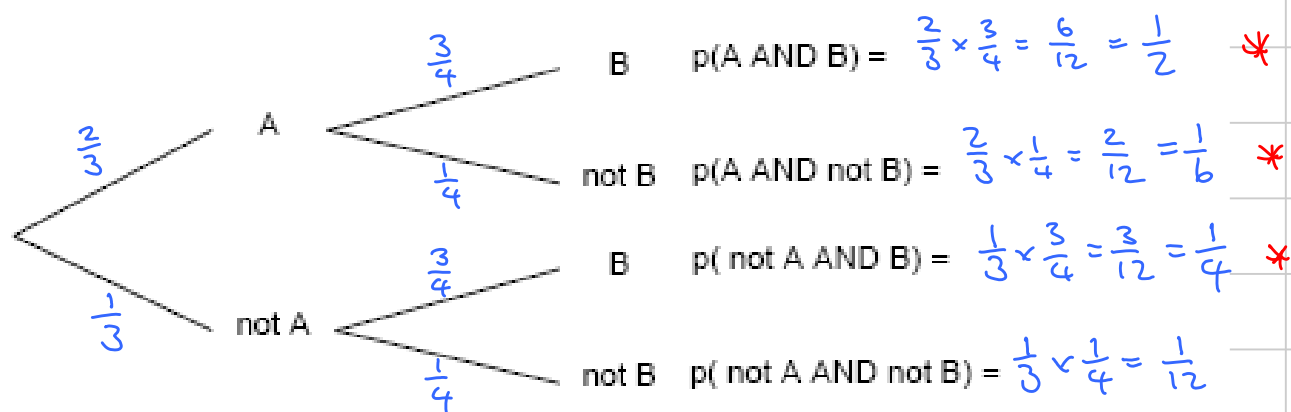 3/4 B p(A AND B) = 2/3 × 3/4 = 6/12 = 1/2 *
2/3 A
1/4 not B p(A AND not B) = 2/3 × 1/4 = 2/12 = 1/6 *
3/4 B p( not A AND B) = 1/3 × 3/4 = 3/12 = 1/4 *
1/3 not A
1/4 not B p( not A AND not B) = 1/3 × 1/4 = 1/12